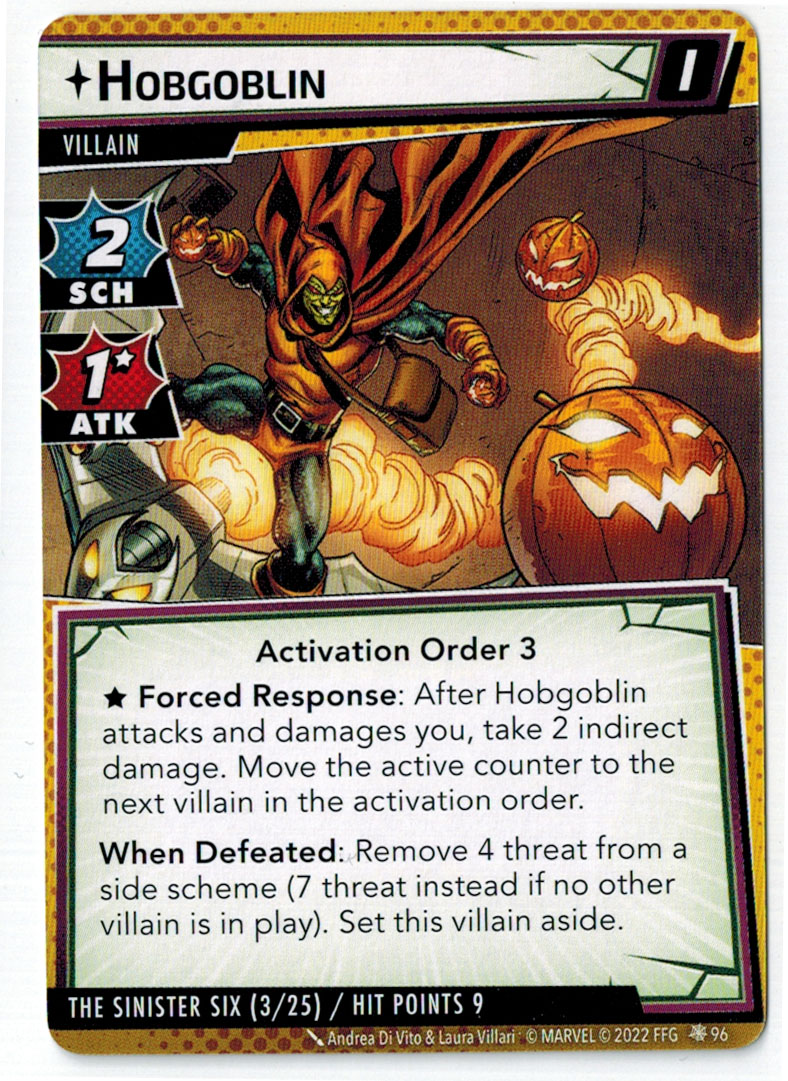 ✦HOBGOBLIN
I
VILLAIN
2
SCH
1★
ATK
Activation Order 3
★ Forced Response: After Hobgoblin
attacks and damages you, take 2 indirect
damage. Move the active counter to the
next villain in the activation order.
When Defeated: Remove 4 threat from a
side scheme (7 threat instead if no other
villain is in play). Set this villain aside.
THE SINISTER SIX (3/25) / HIT POINTS 9
Andrea Di Vito & Laura Villari © MARVEL © 2022 FFG 96